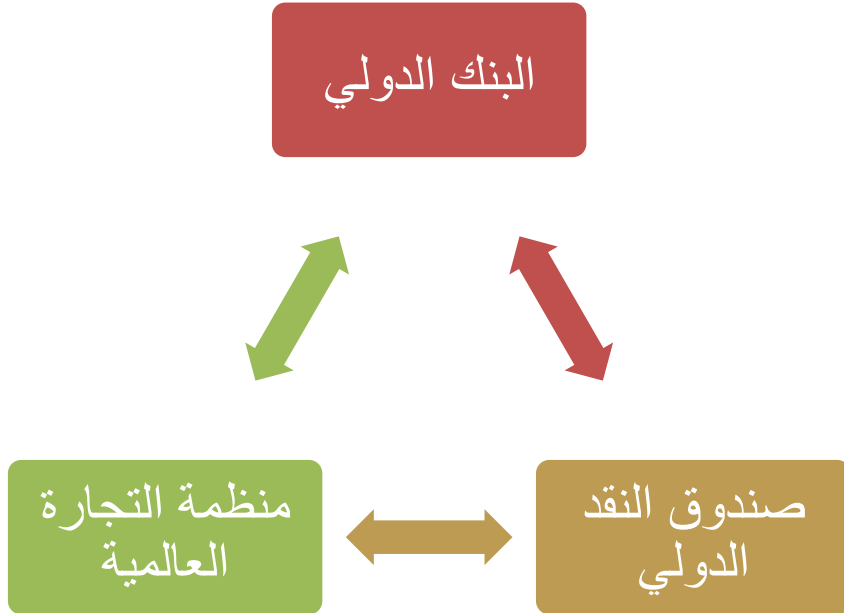 البنك الدولي
صندوق النقد
الدولي
منظمة التجارة
العالمية